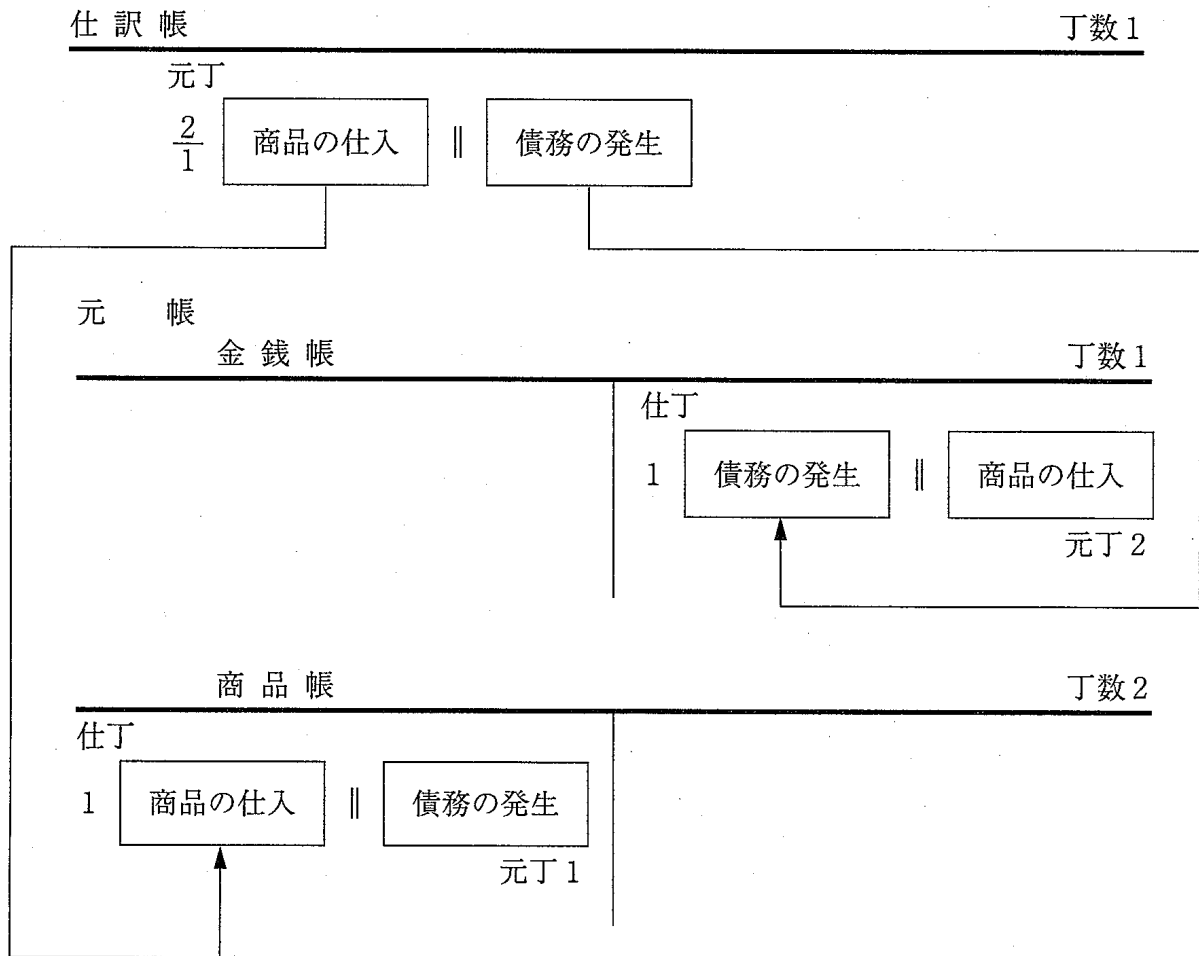 仕訳帳 丁数1
元丁
2/1 商品の仕入 ‖ 債務の発生
元 帳
金銭帳 丁数1
仕丁
1 債務の発生 ‖ 商品の仕入
元丁2
商品帳 丁数2
仕丁
1 商品の仕入 ‖ 債務の発生
元丁1